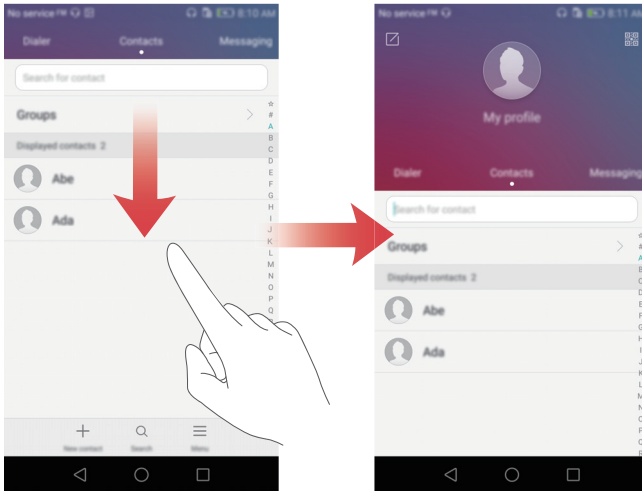 No service
8:10 AM
Dialer
Contacts
Messaging
Search for contact
Groups
Displayed contacts 2
Abe
Ada
☆
#
A
B
C
D
E
F
G
H
I
J
K
L
M
N
O
P
Q
New contact
Search
Menu
No service
8:11 AM
My profile
Dialer
Contacts
Messaging
Search for contact
Groups
Displayed contacts 2
Abe
Ada
☆
#
A
B
C
D
E
F
G
H
I
J
K
L
M
N
O
P
Q
R